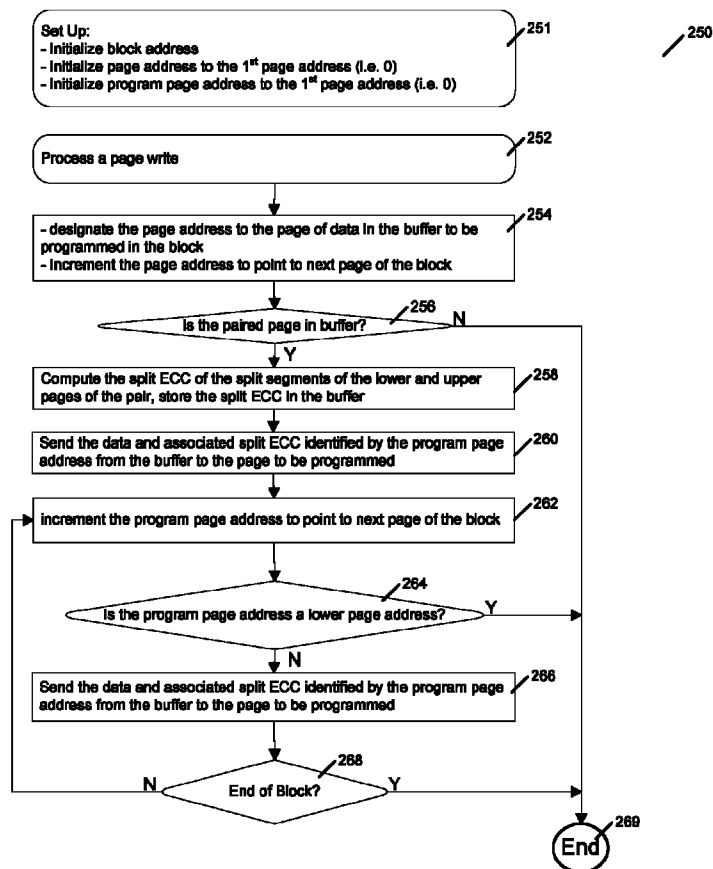 250
251
Set Up:
- Initialize block address
- Initialize page address to the 1st page address (i.e. 0)
- Initialize program page address to the 1st page address (i.e. 0)
252
Process a page write
254
- designate the page address to the page of data in the buffer to be
programmed in the block
- Increment the page address to point to next page of the block
256
Is the paired page in buffer?
N
Y
258
Compute the split ECC of the split segments of the lower and upper
pages of the pair, store the split ECC in the buffer
260
Send the data and associated split ECC identified by the program page
address from the buffer to the page to be programmed
262
increment the program page address to point to next page of the block
264
Is the program page address a lower page address?
Y
N
266
Send the data and associated split ECC identified by the program page
address from the buffer to the page to be programmed
268
N
End of Block?
Y
269
End